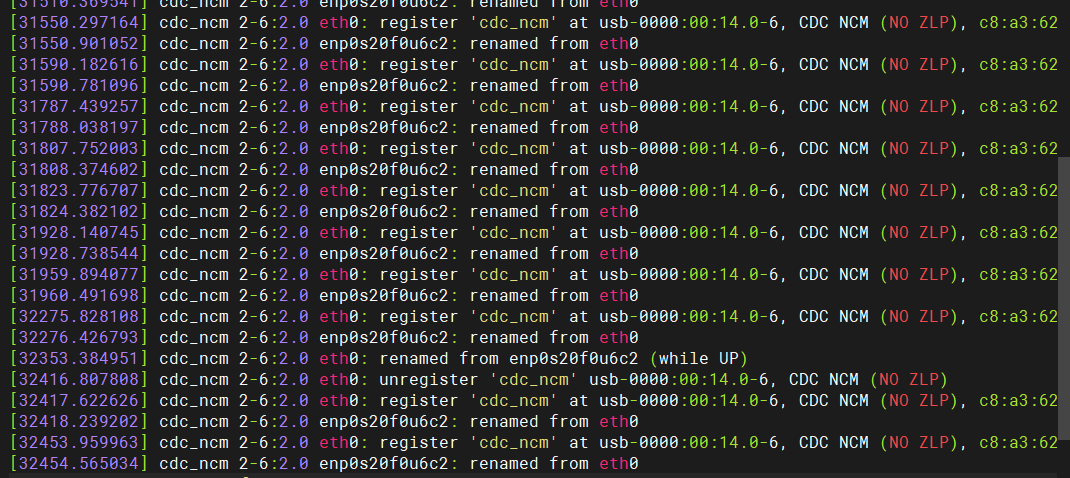 [31510.369541] cdc_ncm 2-6:2.0 enp0s20f0u6c2: renamed from eth0
[31550.297164] cdc_ncm 2-6:2.0 eth0: register 'cdc_ncm' at usb-0000:00:14.0-6, CDC NCM (NO ZLP), c8:a3:62
[31550.901052] cdc_ncm 2-6:2.0 enp0s20f0u6c2: renamed from eth0
[31590.182616] cdc_ncm 2-6:2.0 eth0: register 'cdc_ncm' at usb-0000:00:14.0-6, CDC NCM (NO ZLP), c8:a3:62
[31590.781096] cdc_ncm 2-6:2.0 enp0s20f0u6c2: renamed from eth0
[31787.439257] cdc_ncm 2-6:2.0 eth0: register 'cdc_ncm' at usb-0000:00:14.0-6, CDC NCM (NO ZLP), c8:a3:62
[31788.038197] cdc_ncm 2-6:2.0 enp0s20f0u6c2: renamed from eth0
[31807.752003] cdc_ncm 2-6:2.0 eth0: register 'cdc_ncm' at usb-0000:00:14.0-6, CDC NCM (NO ZLP), c8:a3:62
[31808.374602] cdc_ncm 2-6:2.0 enp0s20f0u6c2: renamed from eth0
[31823.776707] cdc_ncm 2-6:2.0 eth0: register 'cdc_ncm' at usb-0000:00:14.0-6, CDC NCM (NO ZLP), c8:a3:62
[31824.382102] cdc_ncm 2-6:2.0 enp0s20f0u6c2: renamed from eth0
[31928.140745] cdc_ncm 2-6:2.0 eth0: register 'cdc_ncm' at usb-0000:00:14.0-6, CDC NCM (NO ZLP), c8:a3:62
[31928.738544] cdc_ncm 2-6:2.0 enp0s20f0u6c2: renamed from eth0
[31959.894077] cdc_ncm 2-6:2.0 eth0: register 'cdc_ncm' at usb-0000:00:14.0-6, CDC NCM (NO ZLP), c8:a3:62
[31960.491698] cdc_ncm 2-6:2.0 enp0s20f0u6c2: renamed from eth0
[32275.828108] cdc_ncm 2-6:2.0 eth0: register 'cdc_ncm' at usb-0000:00:14.0-6, CDC NCM (NO ZLP), c8:a3:62
[32276.426793] cdc_ncm 2-6:2.0 enp0s20f0u6c2: renamed from eth0
[32353.384951] cdc_ncm 2-6:2.0 eth0: renamed from enp0s20f0u6c2 (while UP)
[32416.807808] cdc_ncm 2-6:2.0 eth0: unregister 'cdc_ncm' usb-0000:00:14.0-6, CDC NCM (NO ZLP)
[32417.622626] cdc_ncm 2-6:2.0 eth0: register 'cdc_ncm' at usb-0000:00:14.0-6, CDC NCM (NO ZLP), c8:a3:62
[32418.239202] cdc_ncm 2-6:2.0 enp0s20f0u6c2: renamed from eth0
[32453.959963] cdc_ncm 2-6:2.0 eth0: register 'cdc_ncm' at usb-0000:00:14.0-6, CDC NCM (NO ZLP), c8:a3:62
[32454.565034] cdc_ncm 2-6:2.0 enp0s20f0u6c2: renamed from eth0